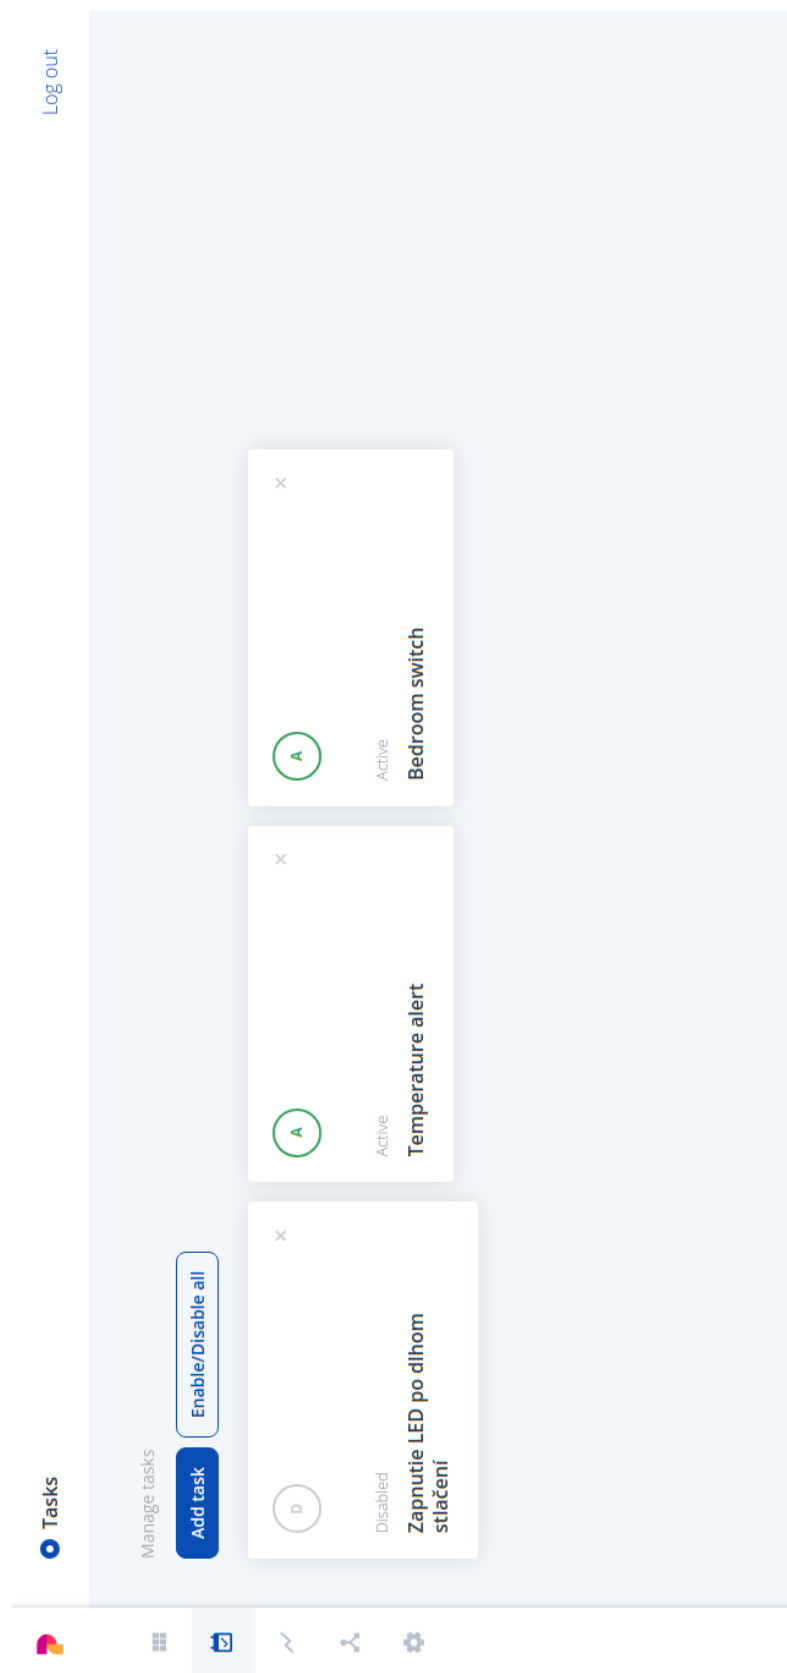 Tasks
Log out
Manage tasks
Add task
Enable/Disable all
D
Disabled
Zapnutie LED po dlhom
stlačení
A
Active
Temperature alert
A
Active
Bedroom switch